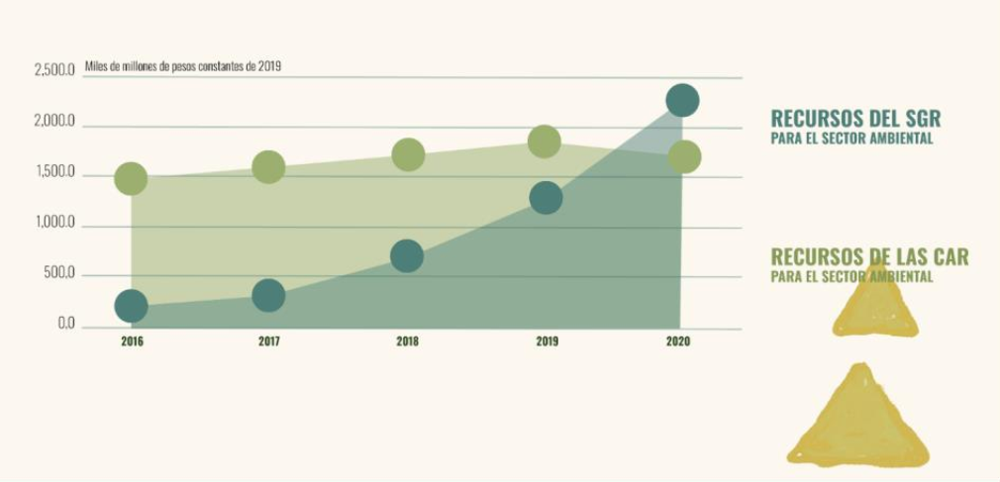 Miles de millones de pesos constantes de 2019
2,500.0
2,000.0
1,500.0
1,000.0
500.0
0.0
2016 2017 2018 2019 2020
RECURSOS DEL SGR
PARA EL SECTOR AMBIENTAL
RECURSOS DE LAS CAR
PARA EL SECTOR AMBIENTAL